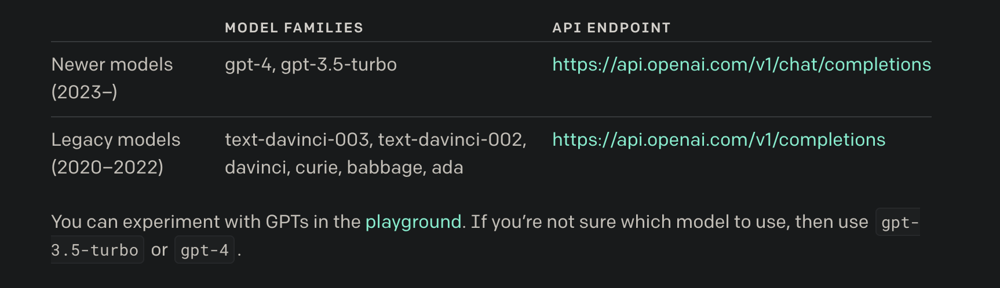 MODEL FAMILIES API ENDPOINT
Newer models gpt-4, gpt-3.5-turbo https://api.openai.com/v1/chat/completions
(2023–)
Legacy models text-davinci-003, text-davinci-002, https://api.openai.com/v1/completions
(2020–2022) davinci, curie, babbage, ada
You can experiment with GPTs in the playground. If you’re not sure which model to use, then use gpt-
3.5-turbo or gpt-4.